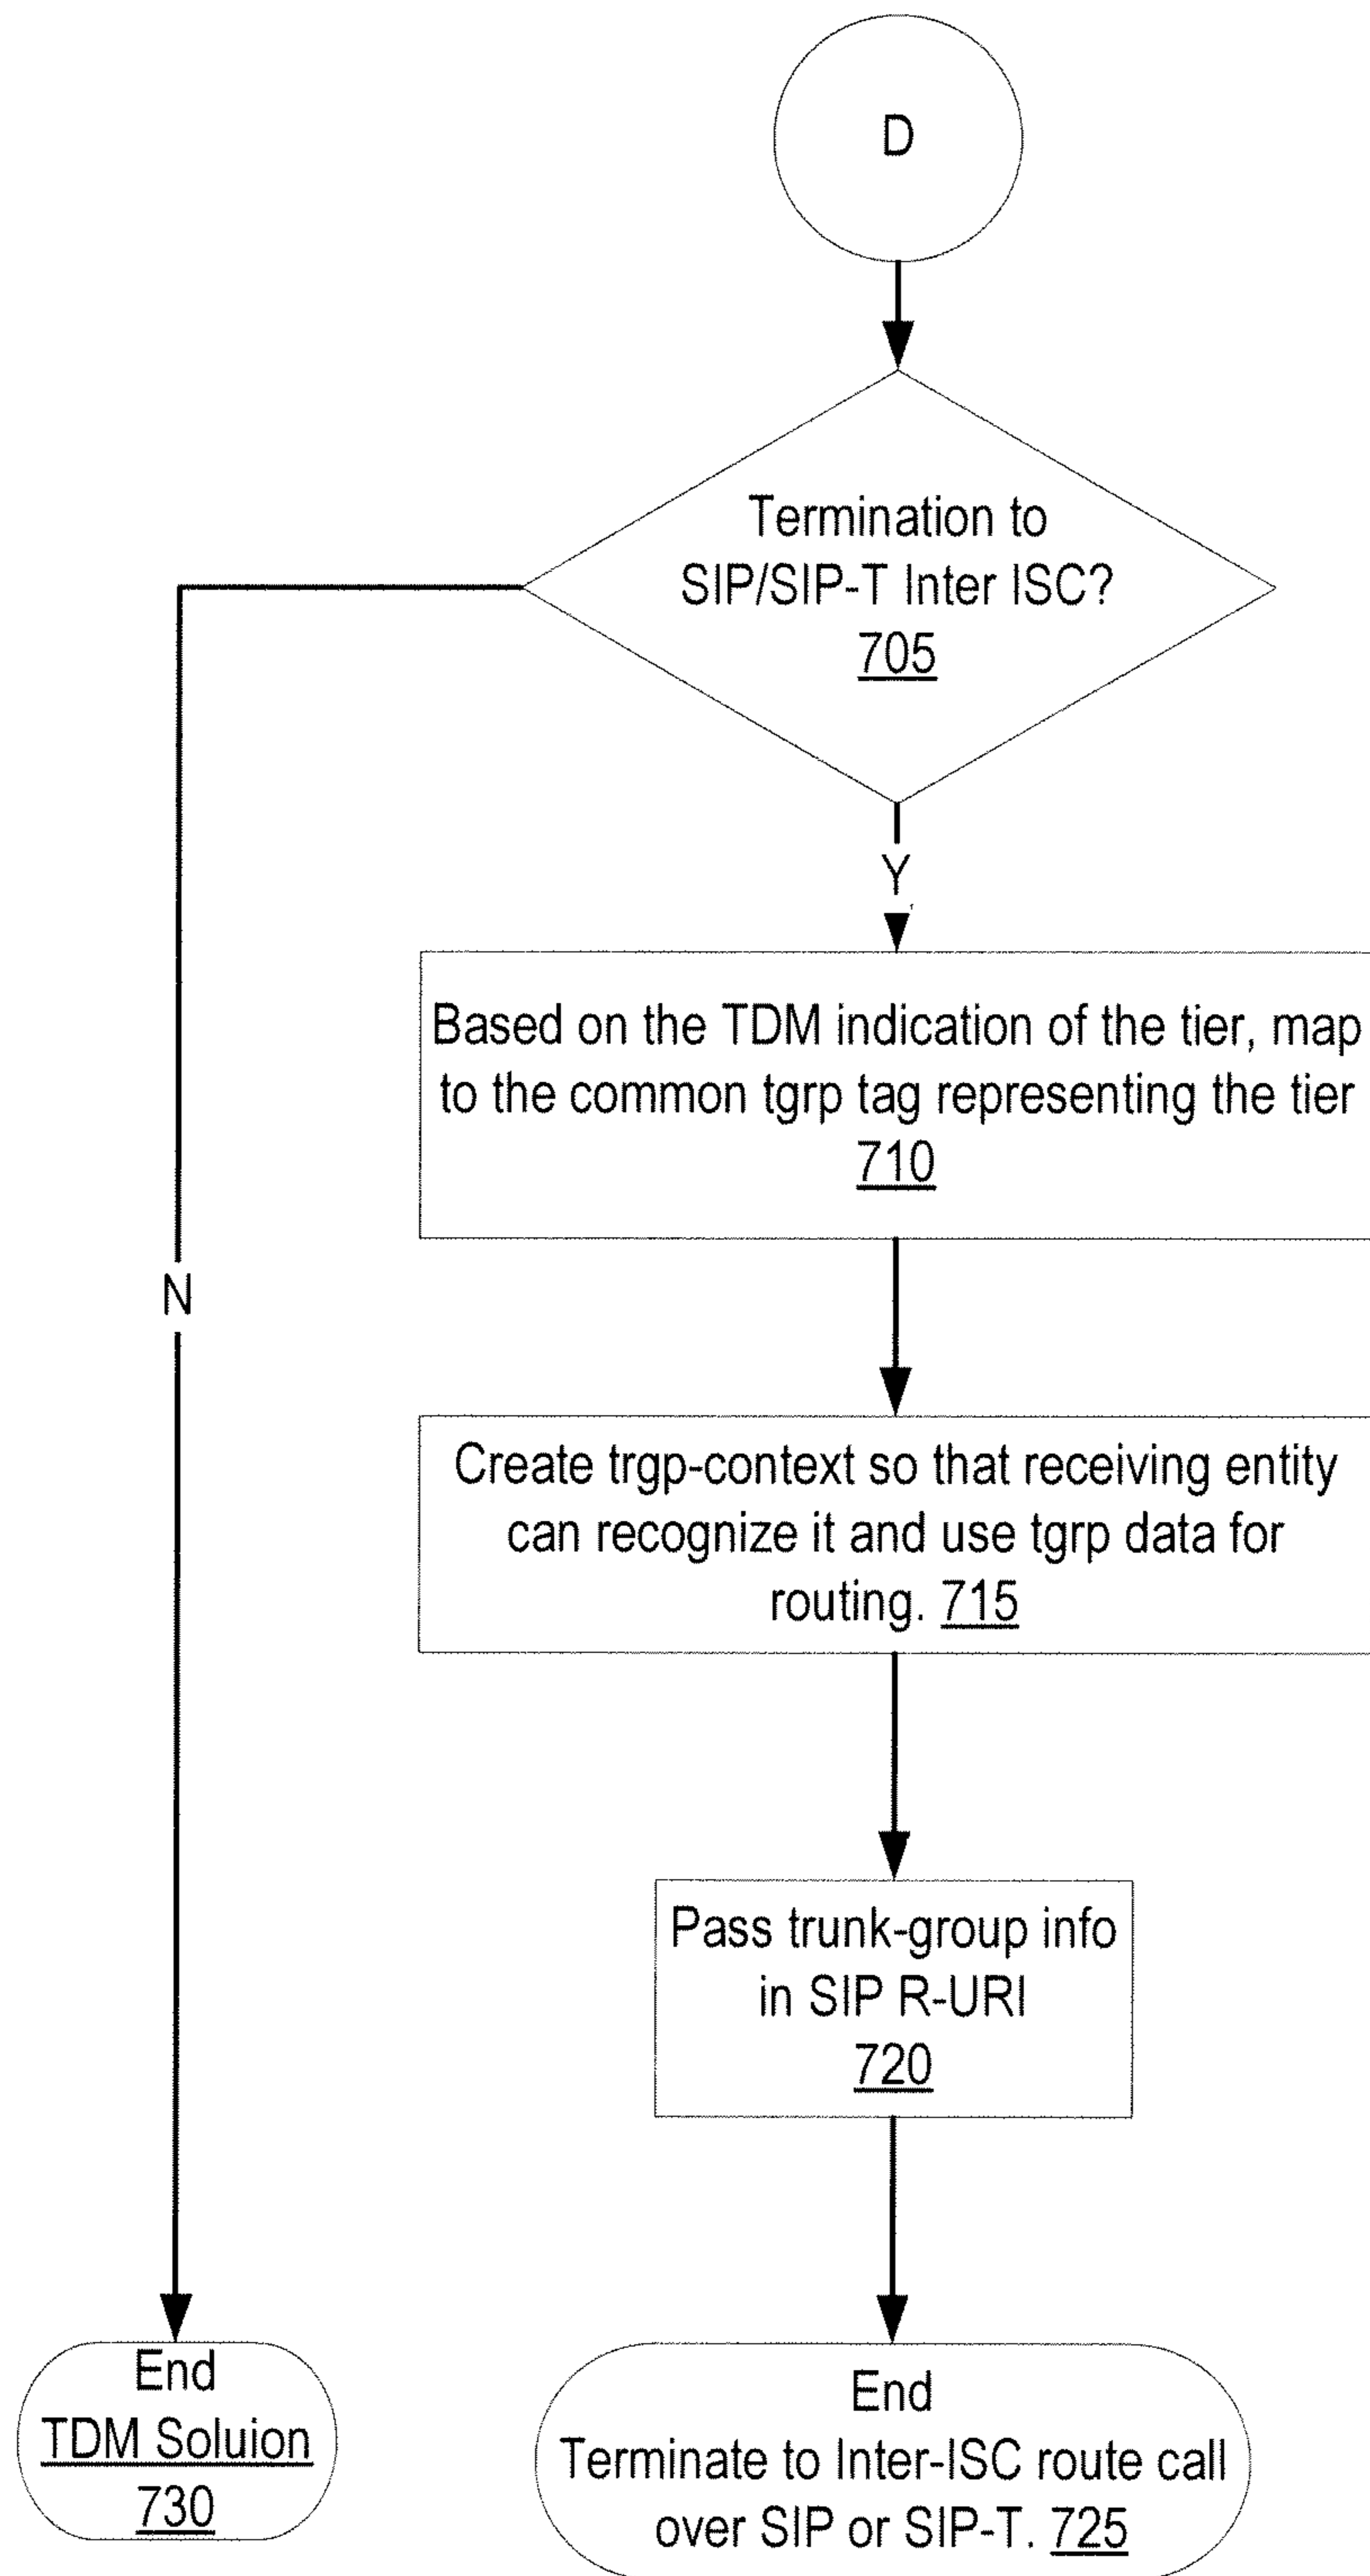 D
Termination to
SIP/SIP-T Inter ISC?
705
Y
Based on the TDM indication of the tier, map
to the common tgrp tag representing the tier
710
N
Create trgp-context so that receiving entity
can recognize it and use tgrp data for
routing. 715
Pass trunk-group info
in SIP R-URI
720
End
TDM Soluion
730
End
Terminate to Inter-ISC route call
over SIP or SIP-T. 725